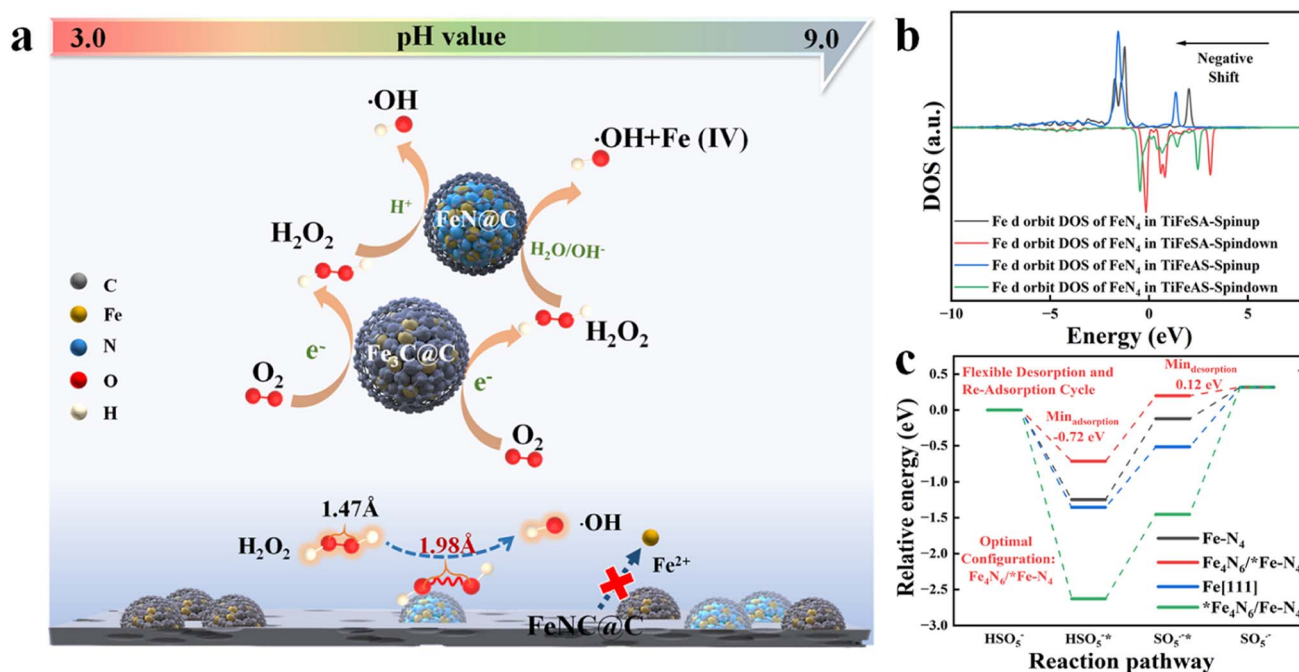 a
3.0 pH value 9.0
·OH
·OH+Fe (IV)
FeN@C
H⁺
H₂O/OH⁻
H₂O₂
H₂O₂
Fe₃C@C
C
Fe
N
O
H
e⁻
e⁻
O₂
O₂
1.47Å
H₂O₂
1.98Å
·OH
Fe²⁺
FeNC@C
b
Negative
Shift
DOS (a.u.)
Fe d orbit DOS of FeN₄ in TiFeSA-Spinup
Fe d orbit DOS of FeN₄ in TiFeSA-Spindown
Fe d orbit DOS of FeN₄ in TiFeAS-Spinup
Fe d orbit DOS of FeN₄ in TiFeAS-Spindown
-10 -5 0 5
Energy (eV)
c
Relative energy (eV)
0.5
0.0
−0.5
−1.0
−1.5
−2.0
−2.5
−3.0
Flexible Desorption and
Re-Adsorption Cycle
Min_desorption
0.12 eV
Min_adsorption
-0.72 eV
Optimal
Configuration:
Fe₄N₆/*Fe-N₄
Fe-N₄
Fe₄N₆/*Fe-N₄
Fe[111]
*Fe₄N₆/Fe-N₄
HSO₅⁻ HSO₅⁻* SO₅⁻* SO₅·⁻
Reaction pathway